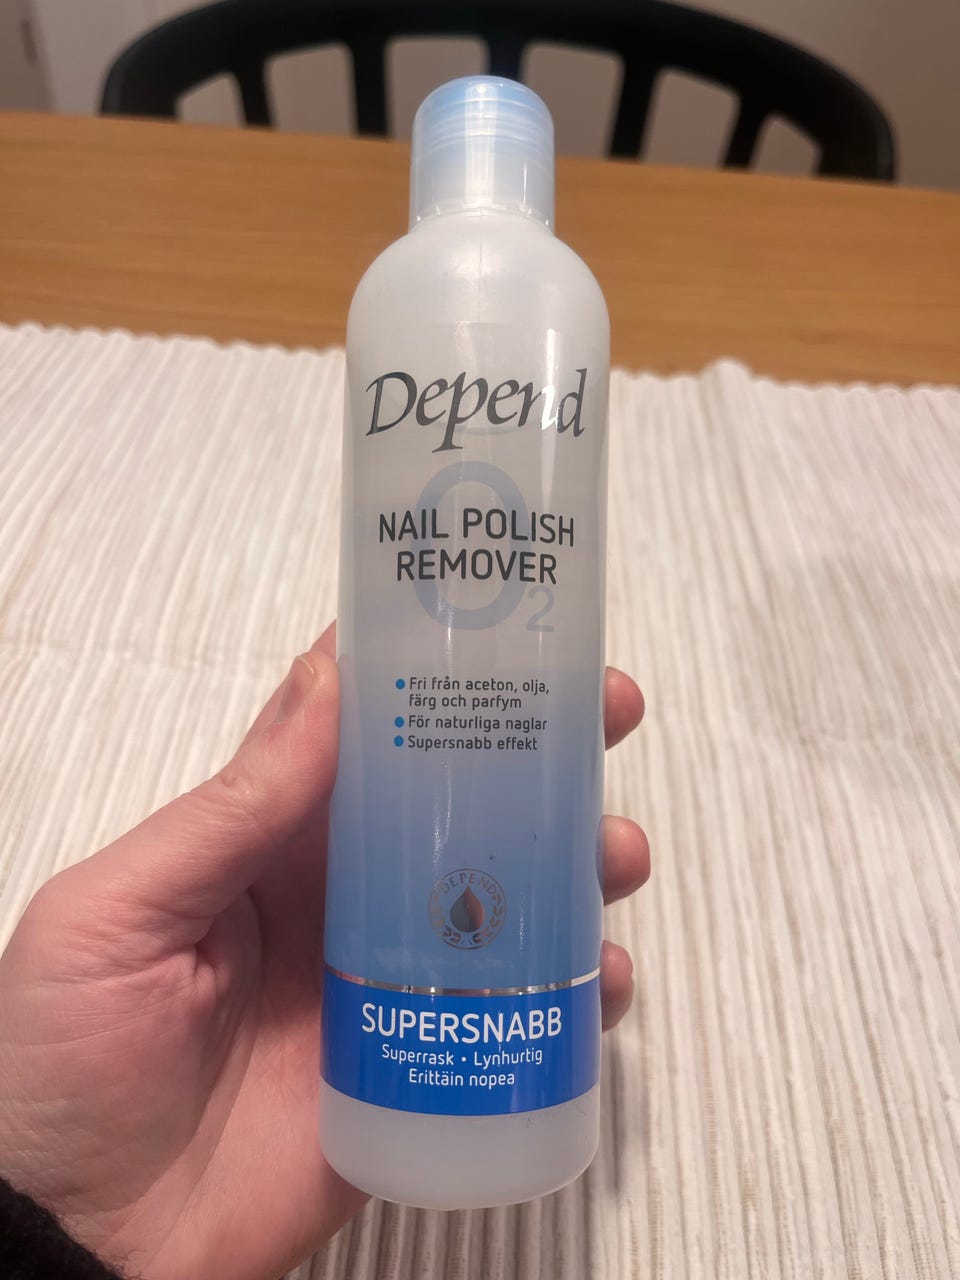 Depend
O2
NAIL POLISH
REMOVER
Fri från aceton, olja,
färg och parfym
För naturliga naglar
Supersnabb effekt
DEPEND
SUPERSNABB
Superrask • Lynhurtig
Erittäin nopea